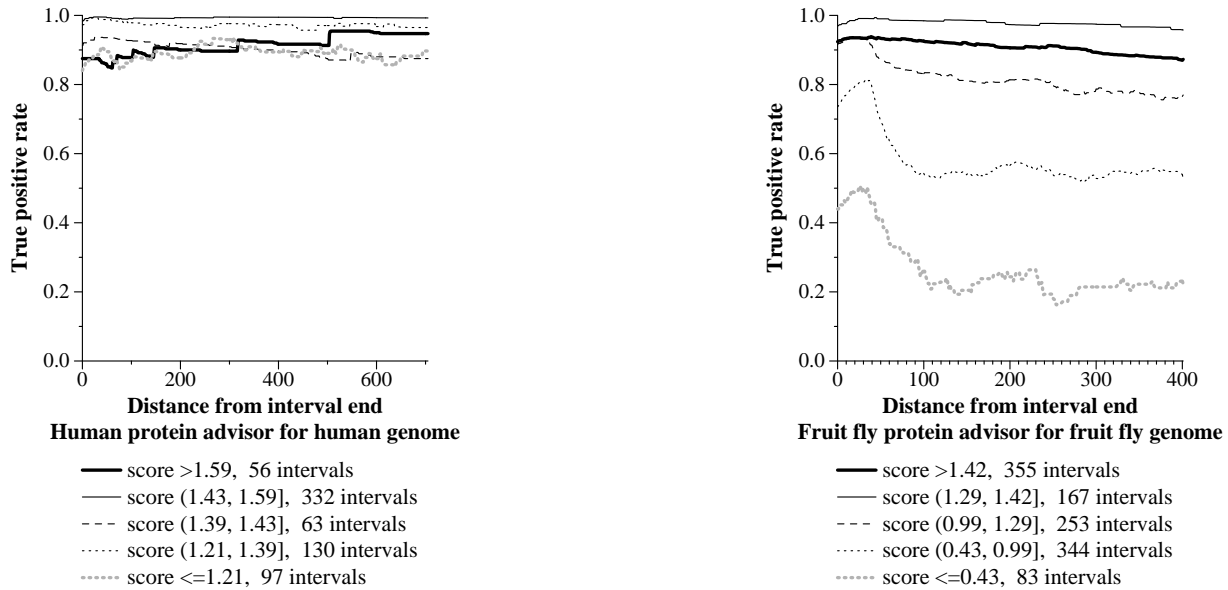 True positive rate
1.0
0.8
0.6
0.4
0.2
0.0
0 200 400 600
Distance from interval end
Human protein advisor for human genome
score >1.59, 56 intervals
score (1.43, 1.59], 332 intervals
score (1.39, 1.43], 63 intervals
score (1.21, 1.39], 130 intervals
score <=1.21, 97 intervals
True positive rate
1.0
0.8
0.6
0.4
0.2
0.0
0 100 200 300 400
Distance from interval end
Fruit fly protein advisor for fruit fly genome
score >1.42, 355 intervals
score (1.29, 1.42], 167 intervals
score (0.99, 1.29], 253 intervals
score (0.43, 0.99], 344 intervals
score <=0.43, 83 intervals